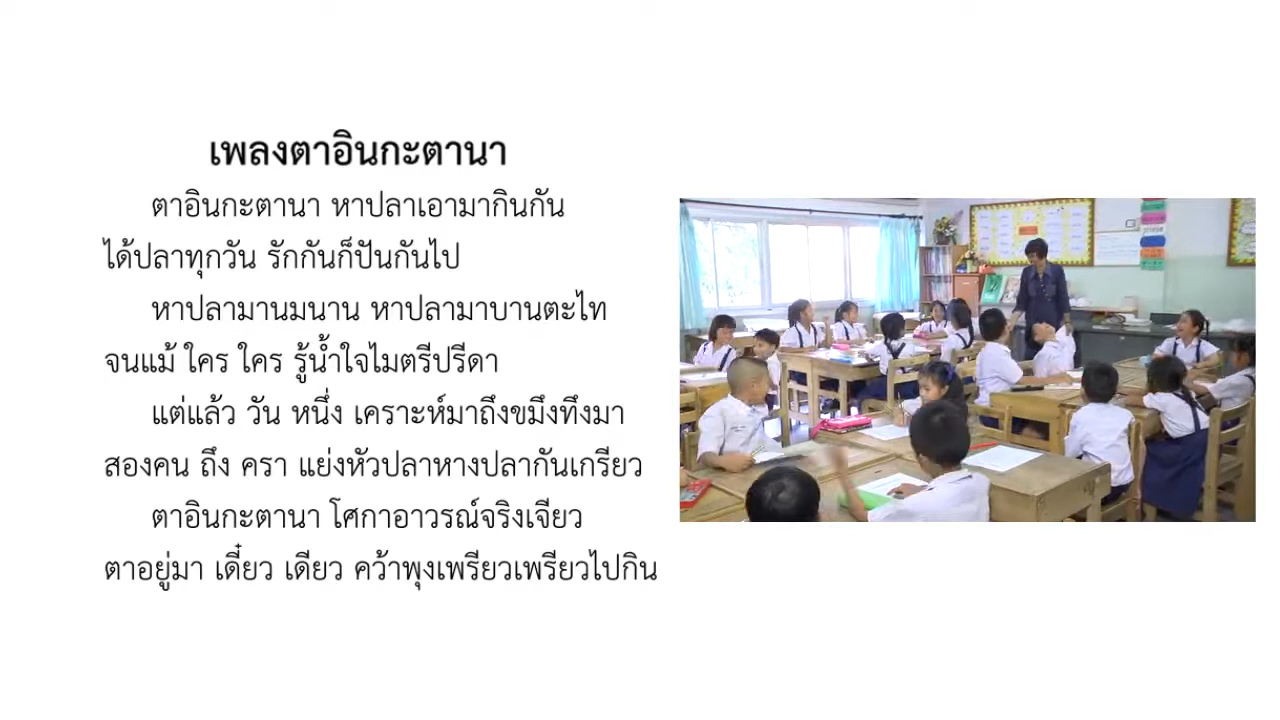 เพลงตาอินกะตานา
ตาอินกะตานา หาปลาเอามากินกัน
ได้ปลาทุกวัน รักกันก็ปันกันไป
หาปลามานมนาน หาปลามาบานตะไท
จนแม้ ใคร ใคร รู้น้ำใจไมตรีปรีดา
แต่แล้ว วัน หนึ่ง เคราะห์มาถึงขมึงทึงมา
สองคน ถึง ครา แย่งหัวปลาหางปลากันเกรียว
ตาอินกะตานา โศกาอาวรณ์จริงเจียว
ตาอยู่มา เดี๋ยว เดียว คว้าพุงเพรียวเพรียวไปกิน